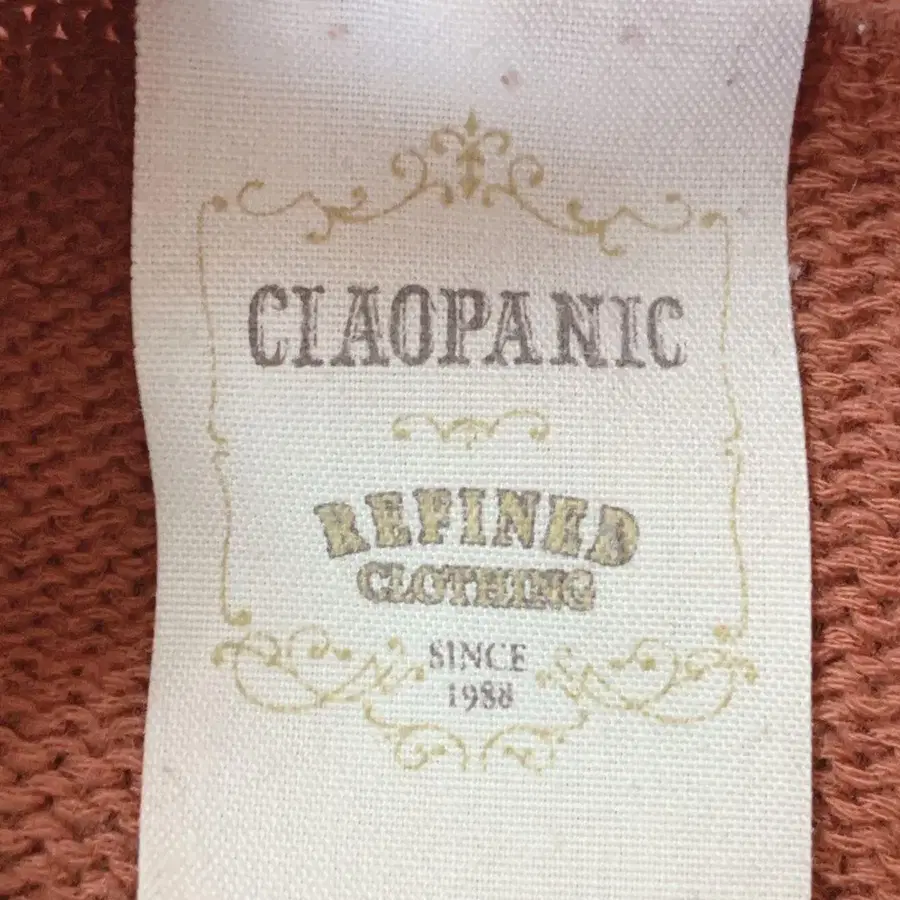 CIAOPANIC
REFINED
CLOTHING
SINCE
1988